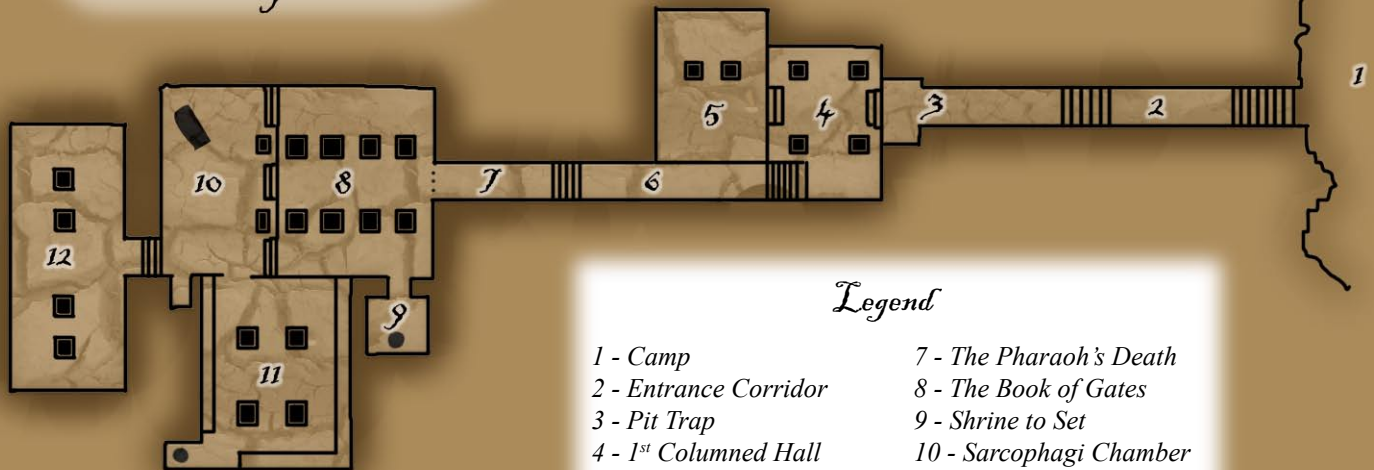 1
5
4
3
2
10
8
7
6
12
9
11
Legend
1 - Camp
2 - Entrance Corridor
3 - Pit Trap
4 - 1st Columned Hall
7 - The Pharaoh's Death
8 - The Book of Gates
9 - Shrine to Set
10 - Sarcophagi Chamber